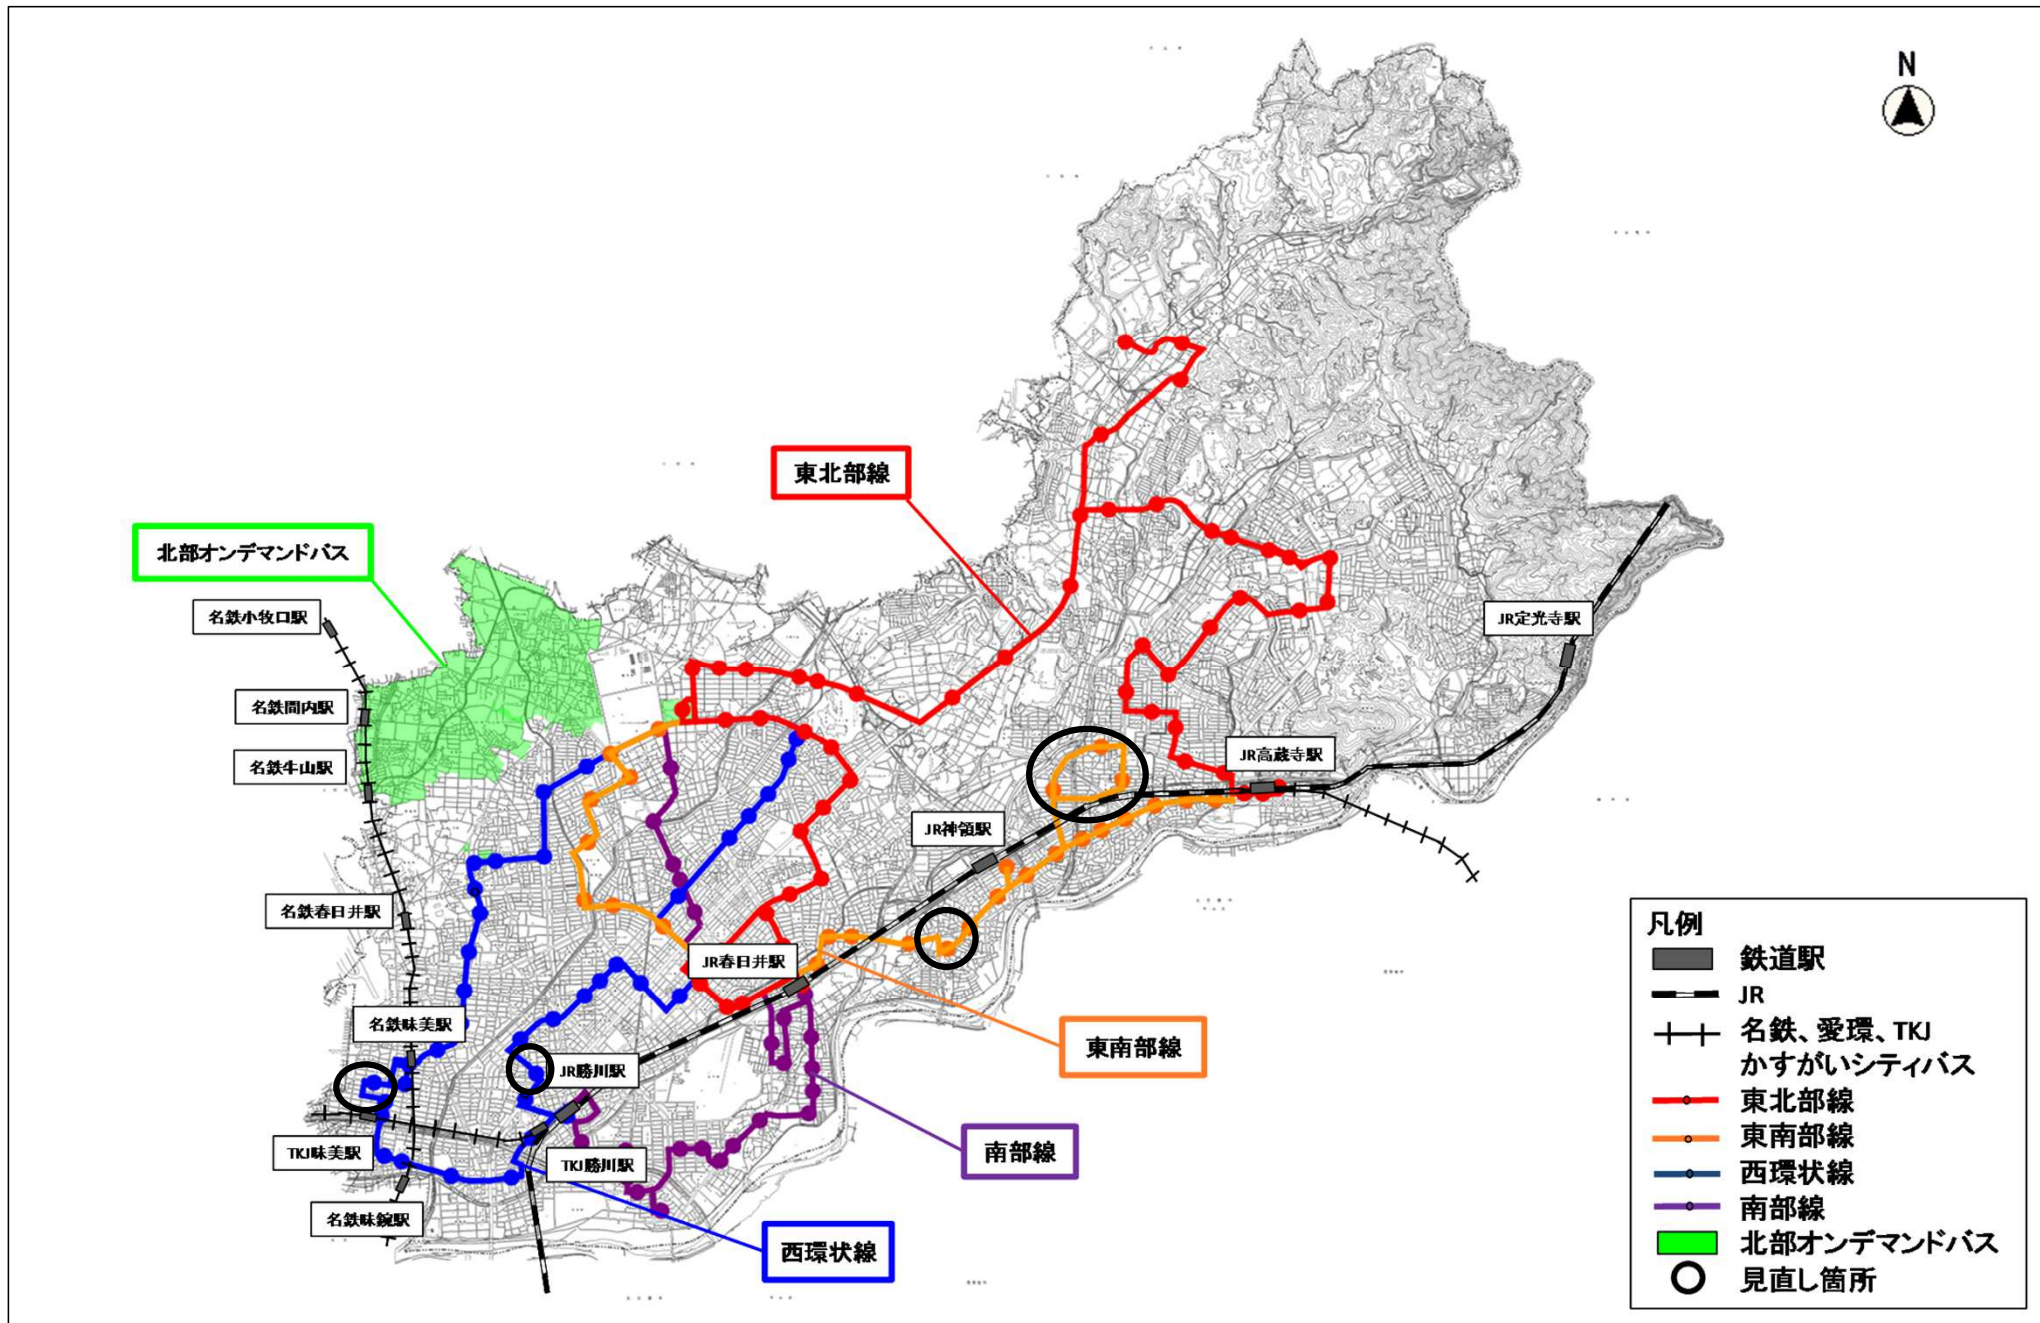 N
東北部線
北部オンデマンドバス
名鉄小牧口駅
JR定光寺駅
名鉄間内駅
JR高蔵寺駅
名鉄牛山駅
JR神領駅
名鉄春日井駅
JR春日井駅
名鉄味美駅
東南部線
JR勝川駅
TKJ味美駅
TKJ勝川駅
南部線
名鉄味鋺駅
西環状線
凡例
鉄道駅
JR
名鉄、愛環、TKJ
かすがいシティバス
東北部線
東南部線
西環状線
南部線
北部オンデマンドバス
見直し箇所